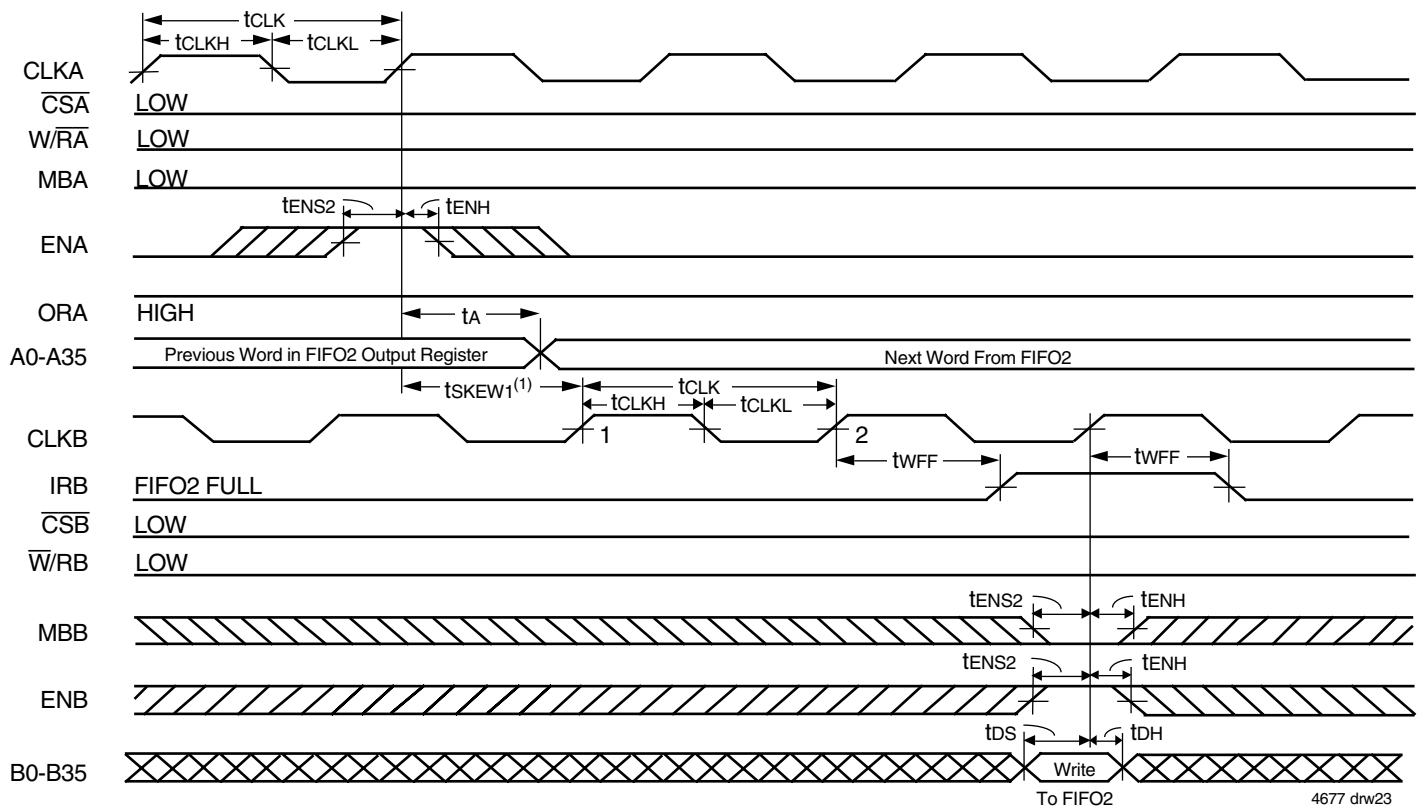 tCLK
tCLKH tCLKL
CLKA
CSA LOW
W/RA LOW
MBA LOW
tENS2 tENH
ENA
ORA HIGH tA
A0-A35 Previous Word in FIFO2 Output Register Next Word From FIFO2
tSKEW1(1) tCLK
tCLKH tCLKL
CLKB 1 2
tWFF tWFF
IRB FIFO2 FULL
CSB LOW
W/RB LOW
tENS2 tENH
MBB
tENS2 tENH
ENB
tDS tDH
B0-B35 Write
To FIFO2 4677 drw23